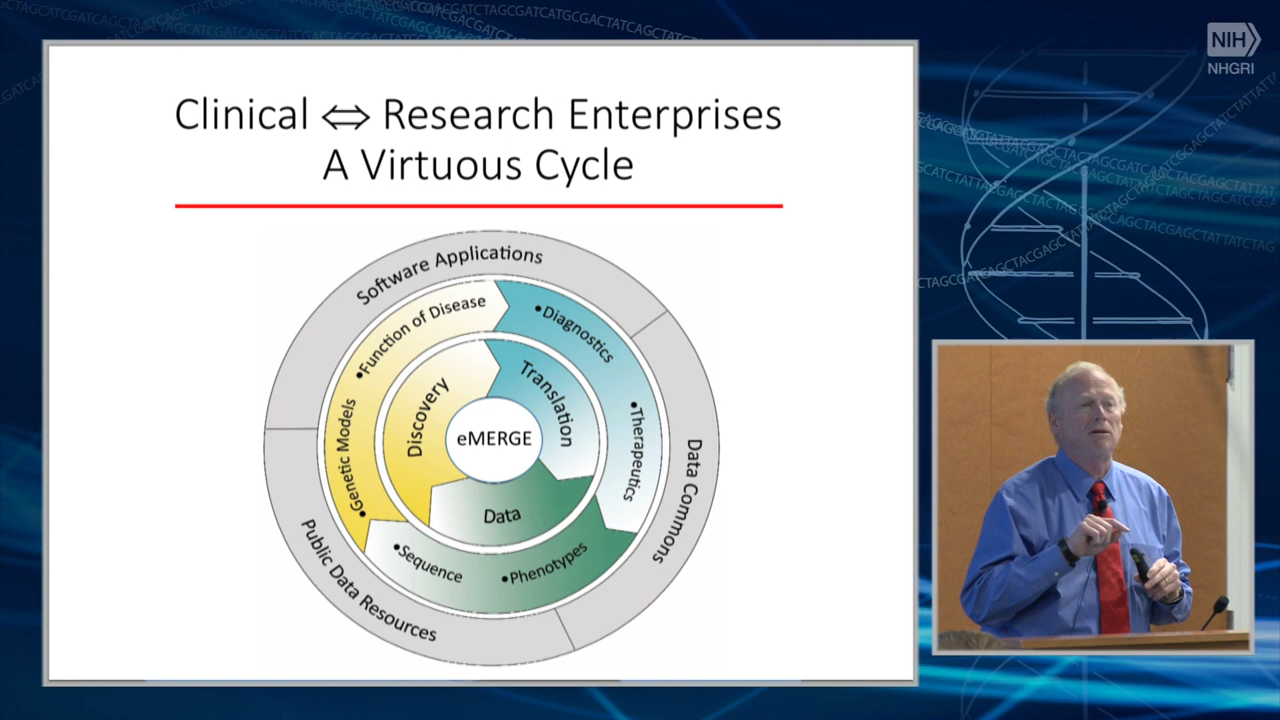 Clinical ⇔ Research Enterprises
A Virtuous Cycle
Software Applications
Data Commons
Public Data Resources
•Function of Disease
•Genetic Models
•Diagnostics
•Therapeutics
•Sequence
•Phenotypes
Discovery
Translation
Data
eMERGE
NIH
NHGRI